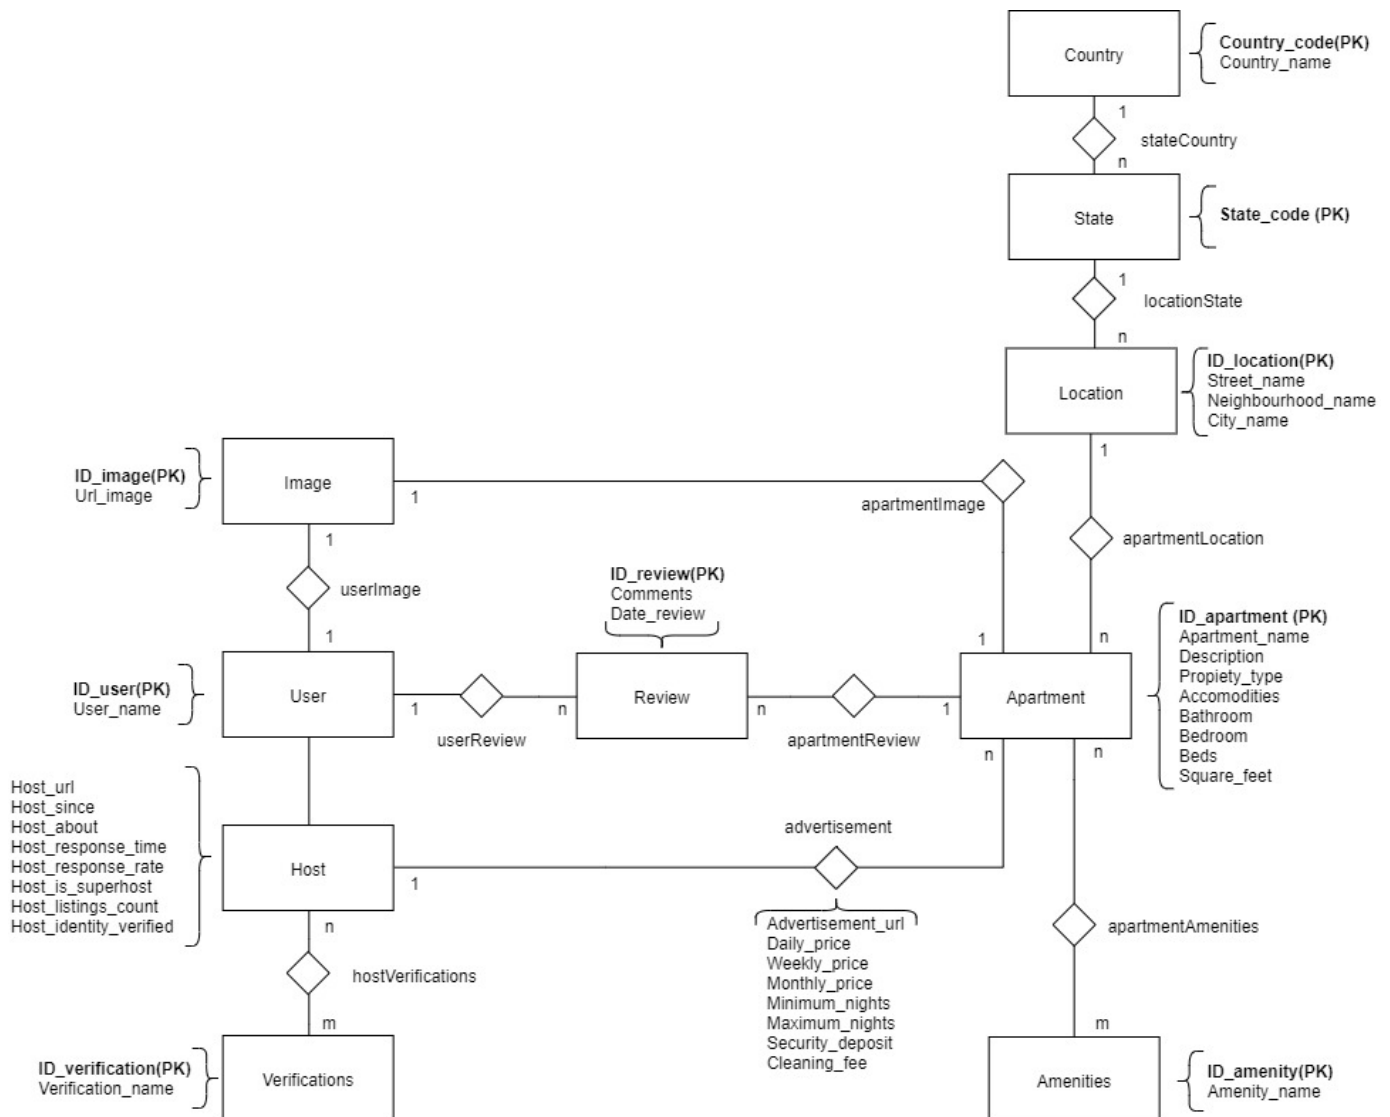 Country
Country_code(PK)
Country_name
1
stateCountry
n
State
State_code (PK)
1
locationState
n
Location
ID_location(PK)
Street_name
Neighbourhood_name
City_name
1
ID_image(PK)
Url_image
Image
1
apartmentImage
apartmentLocation
1
userImage
1
ID_review(PK)
Comments
Date_review
1
n
ID_apartment (PK)
Apartment_name
Description
Propiety_type
Accomodities
Bathroom
Bedroom
Beds
Square_feet
ID_user(PK)
User_name
User
1
userReview
n
Review
n
apartmentReview
1
Apartment
n
n
Host_url
Host_since
Host_about
Host_response_time
Host_response_rate
Host_is_superhost
Host_listings_count
Host_identity_verified
Host
1
advertisement
Advertisement_url
Daily_price
Weekly_price
Monthly_price
Minimum_nights
Maximum_nights
Security_deposit
Cleaning_fee
apartmentAmenities
n
hostVerifications
m
m
ID_verification(PK)
Verification_name
Verifications
Amenities
ID_amenity(PK)
Amenity_name